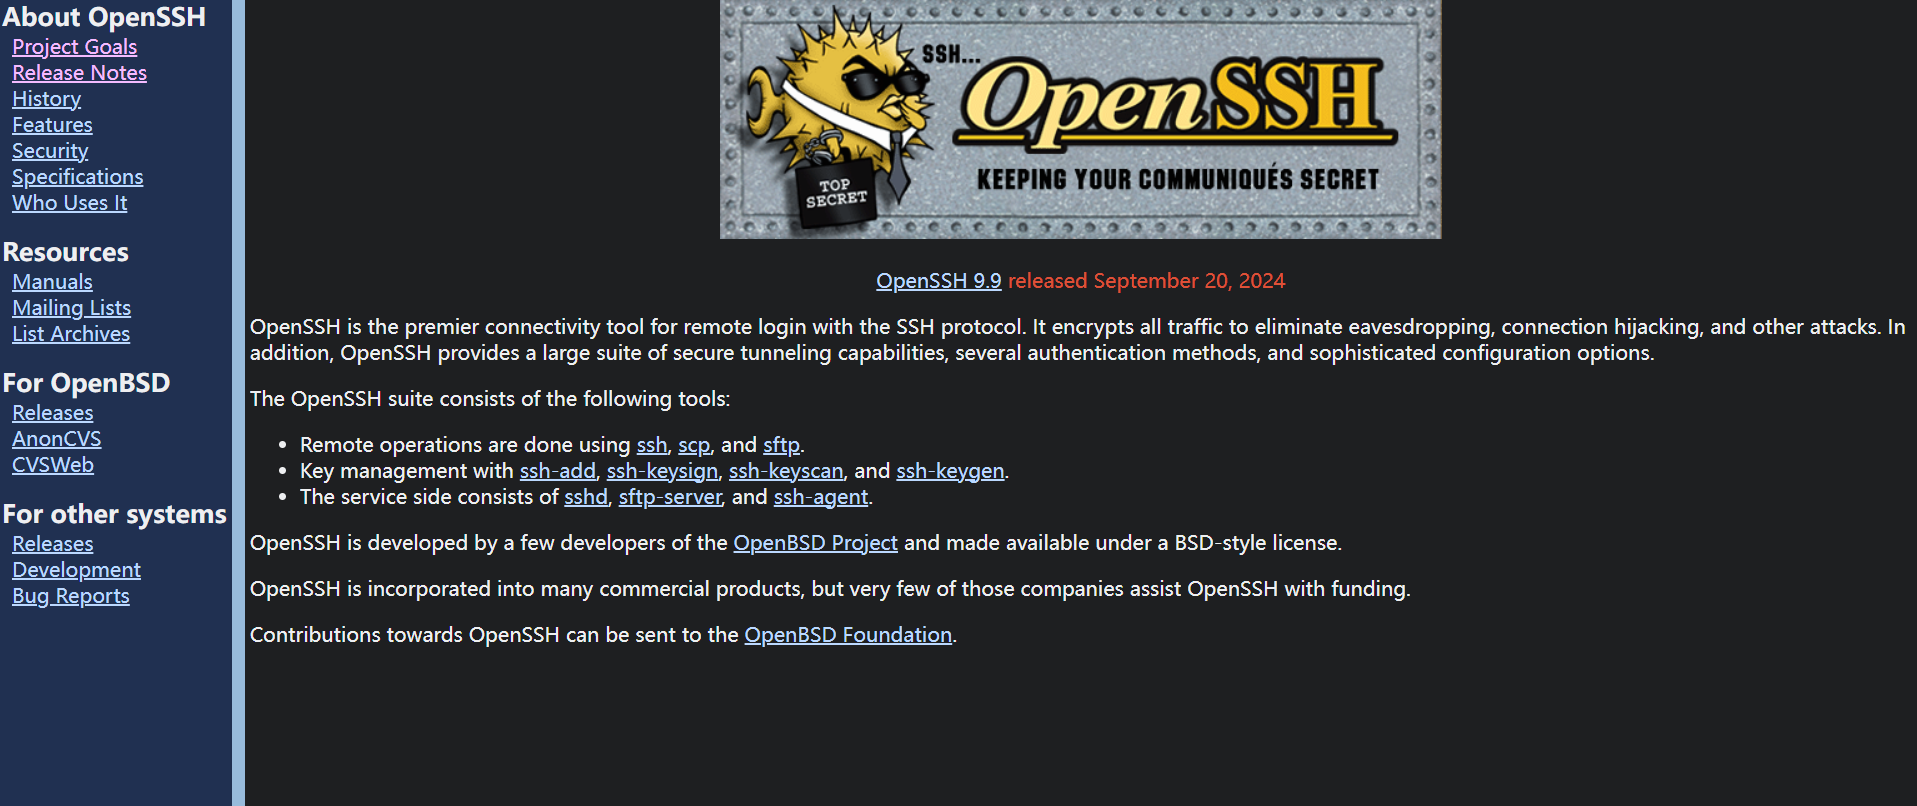 About OpenSSH
Project Goals
Release Notes
History
Features
Security
Specifications
Who Uses It
Resources
Manuals
Mailing Lists
List Archives
For OpenBSD
Releases
AnonCVS
CVSWeb
For other systems
Releases
Development
Bug Reports
SSH...
OpenSSH
KEEPING YOUR COMMUNIQUÉS SECRET
TOP
SECRET
OpenSSH 9.9 released September 20, 2024
OpenSSH is the premier connectivity tool for remote login with the SSH protocol. It encrypts all traffic to eliminate eavesdropping, connection hijacking, and other attacks. In
addition, OpenSSH provides a large suite of secure tunneling capabilities, several authentication methods, and sophisticated configuration options.
The OpenSSH suite consists of the following tools:
• Remote operations are done using ssh, scp, and sftp.
• Key management with ssh-add, ssh-keysign, ssh-keyscan, and ssh-keygen.
• The service side consists of sshd, sftp-server, and ssh-agent.
OpenSSH is developed by a few developers of the OpenBSD Project and made available under a BSD-style license.
OpenSSH is incorporated into many commercial products, but very few of those companies assist OpenSSH with funding.
Contributions towards OpenSSH can be sent to the OpenBSD Foundation.